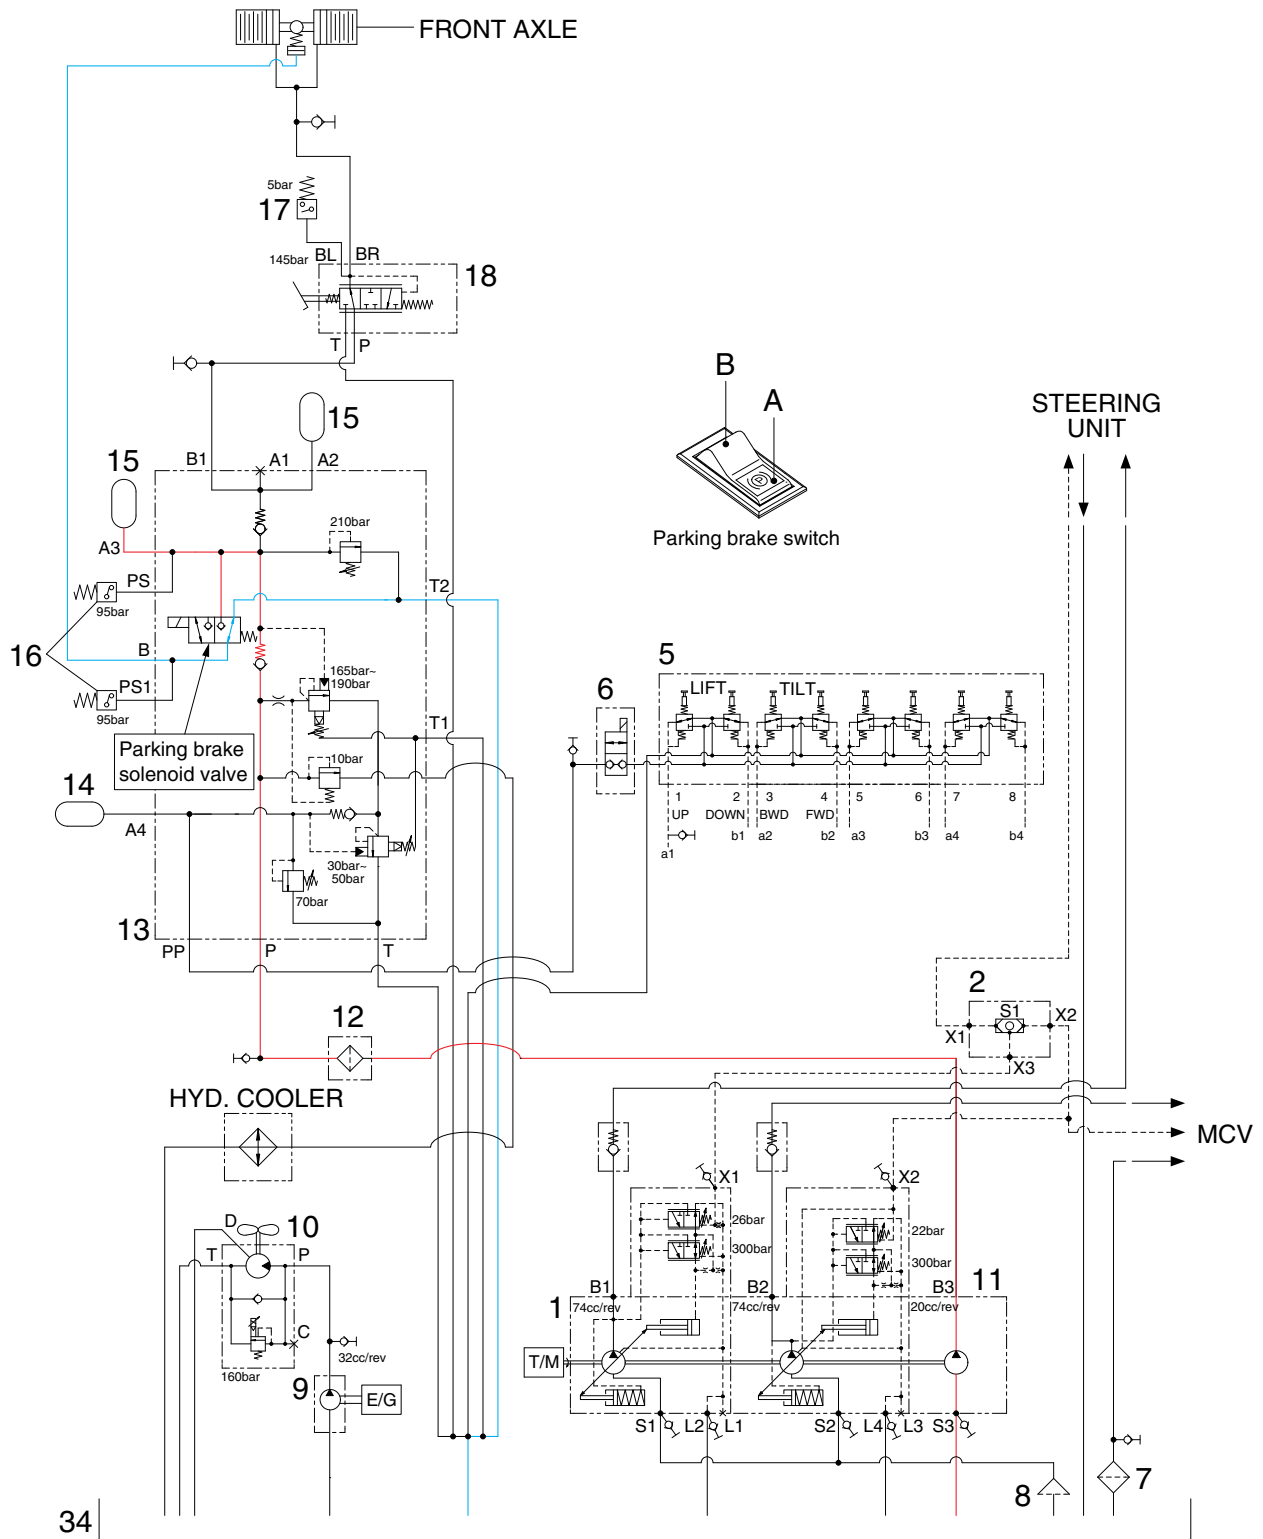 FRONT AXLE
5bar
17
145bar
BL
BR
18
T
P
B
A
Parking brake switch
STEERING
UNIT
15
15
B1
A1
A2
210bar
A3
PS
95bar
T2
16
B
PS1
95bar
Parking brake
solenoid valve
165bar~
190bar
T1
10bar
14
A4
30bar~
50bar
70bar
13
PP
P
T
5
6
LIFT
TILT
1
2
3
4
5
6
7
8
UP
DOWN
BWD
FWD
a1
b1
a2
b2
a3
b3
a4
b4
12
2
S1
X1
X2
X3
HYD. COOLER
MCV
X1
X2
26bar
300bar
22bar
300bar
D
10
T
P
C
160bar
32cc/rev
9
E/G
1
B1
74cc/rev
B2
74cc/rev
B3
20cc/rev
11
T/M
S1
L2
L1
S2
L4
L3
S3
8
7
34